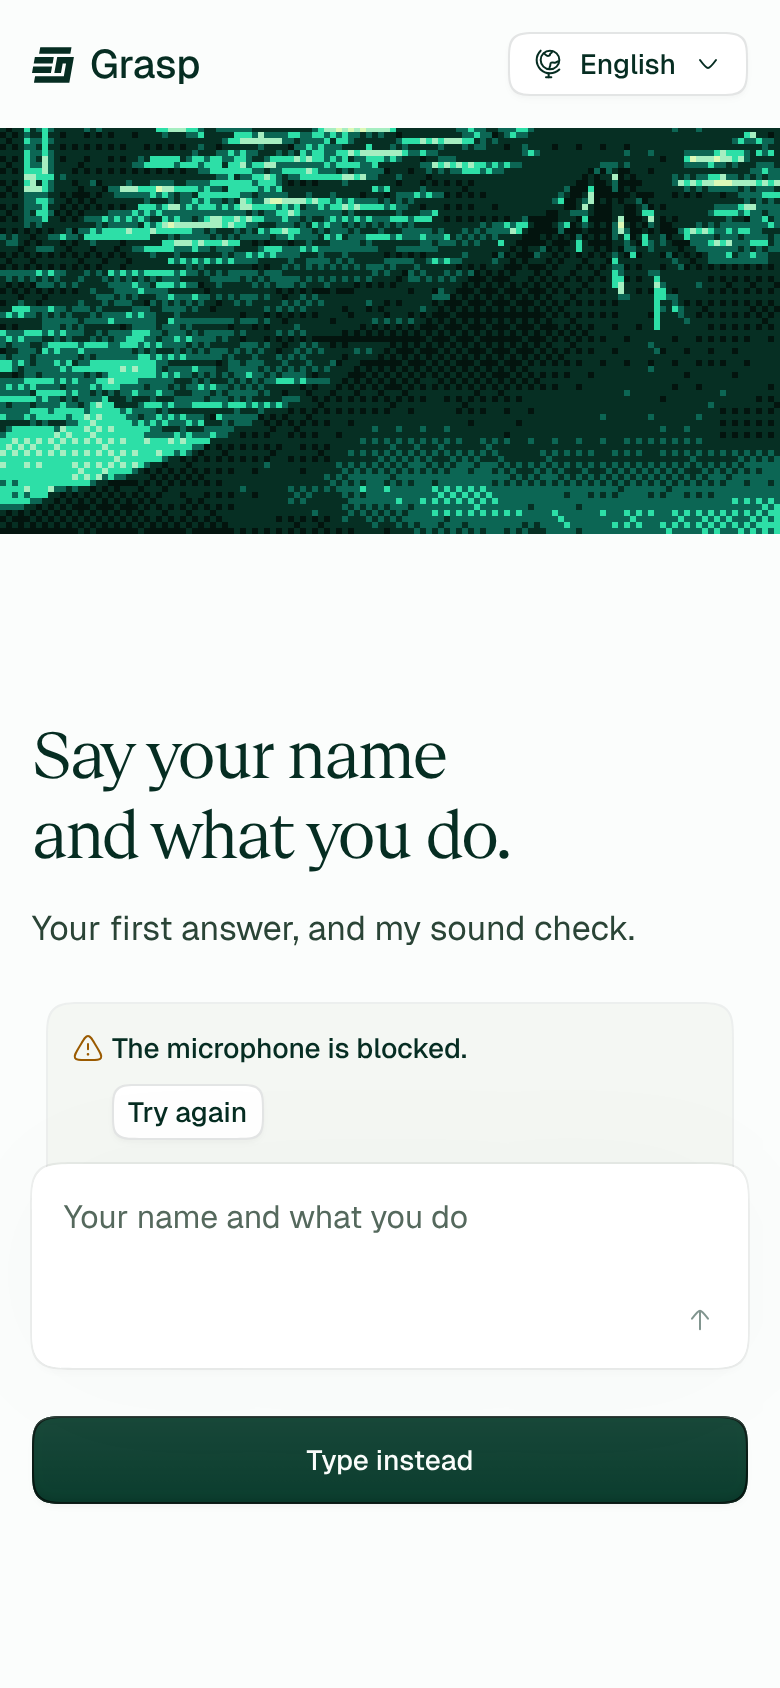 Grasp
English
Say your name
and what you do.
Your first answer, and my sound check.
The microphone is blocked.
Try again
Your name and what you do
Type instead